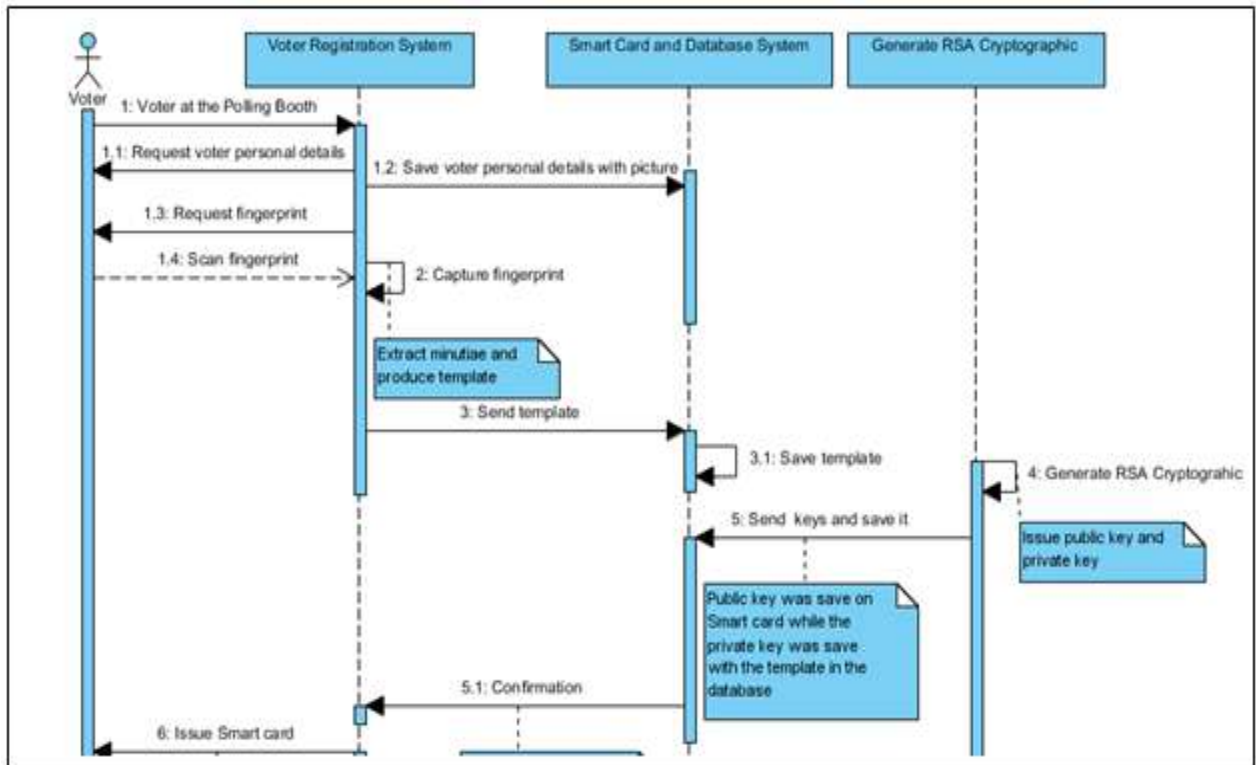 Voter Registration System
Smart Card and Database System
Generate RSA Cryptographic
Voter
1: Voter at the Polling Booth
1.1: Request voter personal details
1.2: Save voter personal details with picture
1.3: Request fingerprint
1.4: Scan fingerprint
2: Capture fingerprint
Extract minutiae and
produce template
3: Send template
3.1: Save template
4: Generate RSA Cryptograhic
5: Send keys and save it
Issue public key and
private key
Public key was save on
Smart card while the
private key was save
with the template in the
database
5.1: Confirmation
6: Issue Smart card